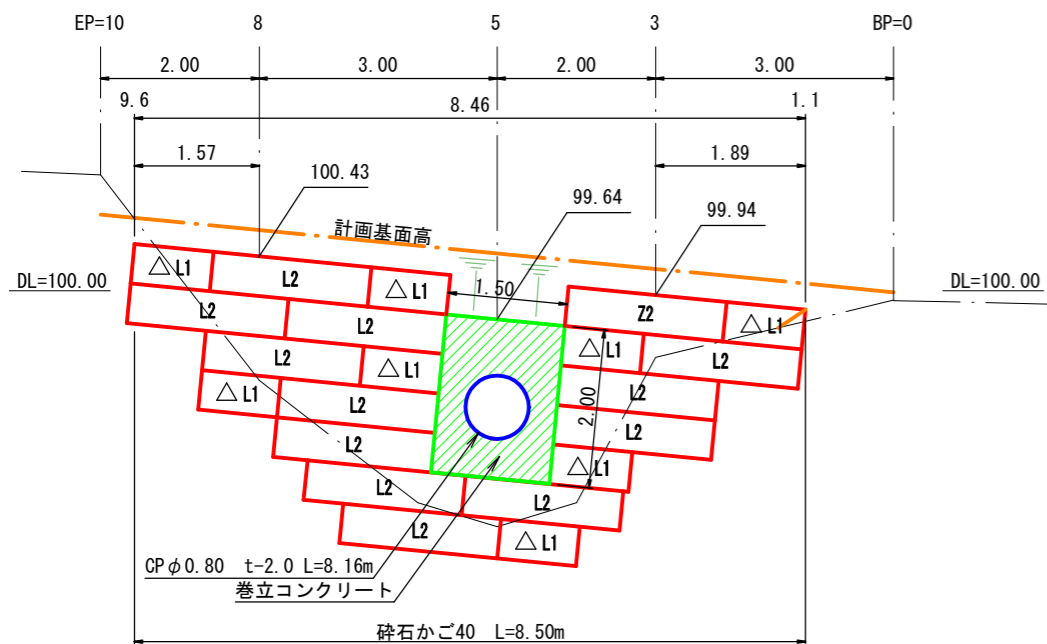 EP=10 8 5 3 BP=0
2.00 3.00 2.00 3.00
9.6 8.46 1.1
1.57 1.89
100.43 99.64 99.94
計画基面高
DL=100.00 DL=100.00
△ L1 L2 △ L1 1.50 Z2 △ L1
L2 L2 △ L1 L2
L2 △ L1 L2
△ L1 L2 2.00 L2
L2 △ L1
L2 L2
L2 △ L1
CPφ0.80 t-2.0 L=8.16m
巻立コンクリート
砕石かご40 L=8.50m